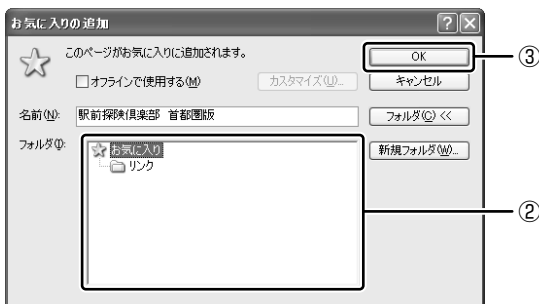 お気に入りの追加
このページがお気に入りに追加されます。
OK
③
オフラインで使用する(M)
カスタマイズ(U)...
キャンセル
名前(N):
駅前探険倶楽部 首都圏版
フォルダ(C) <<
フォルダ(I):
お気に入り
新規フォルダ(W)...
リンク
②